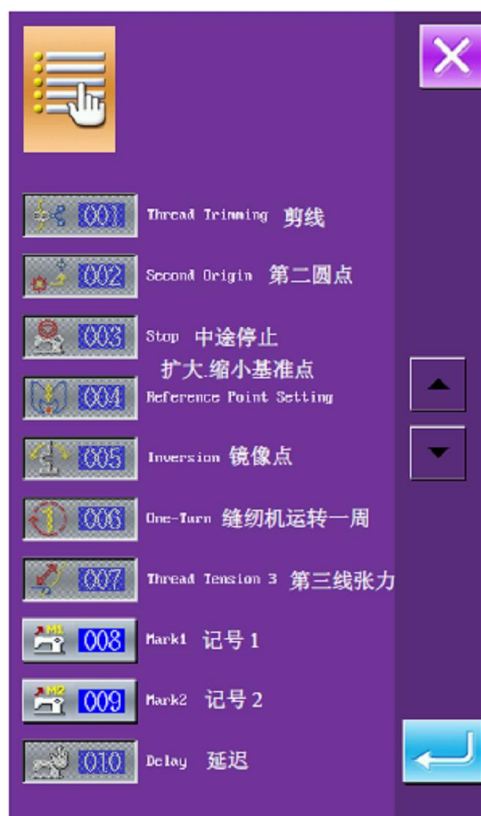 001 Thread Trimming 剪线
002 Second Origin 第二圆点
003 Stop 中途停止
扩大.缩小基准点
004 Reference Point Setting
005 Inversion 镜像点
006 One-Turn 缝纫机运转一周
007 Thread Tension 3 第三线张力
M1 008 Mark1 记号1
M2 009 Mark2 记号2
010 Delay 延迟